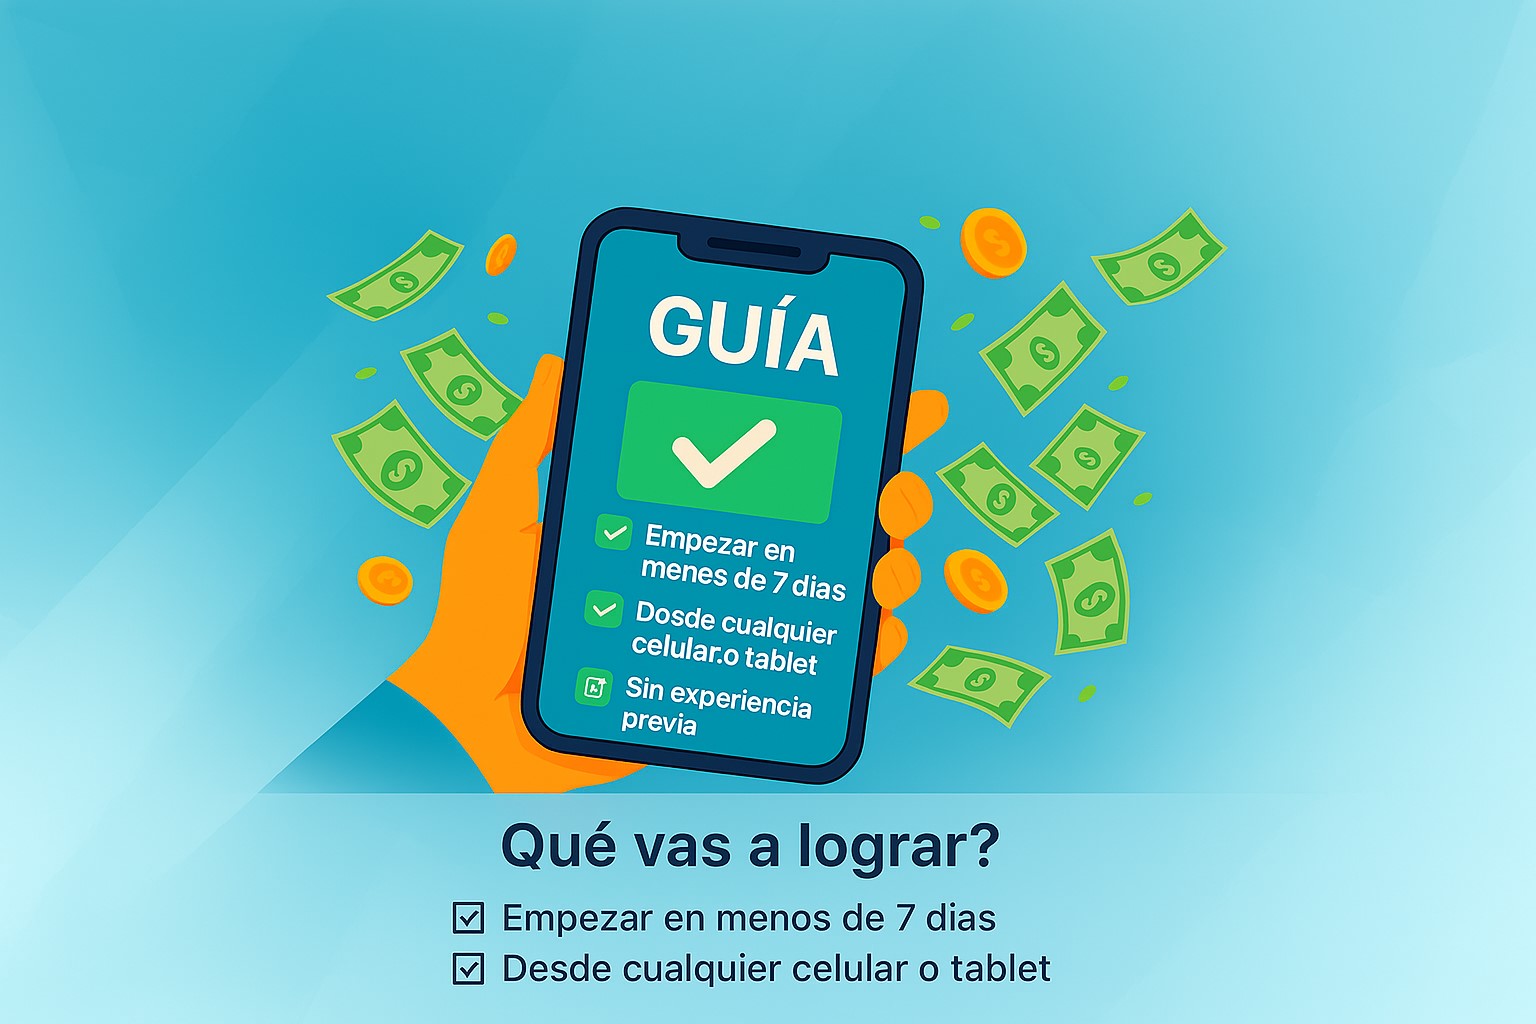 GUÍA
Empezar en
menes de 7 dias
Dosde cualquier
celular.o tablet
Sin experiencia
previa
Qué vas a lograr?
Empezar en menos de 7 dias
Desde cualquier celular o tablet